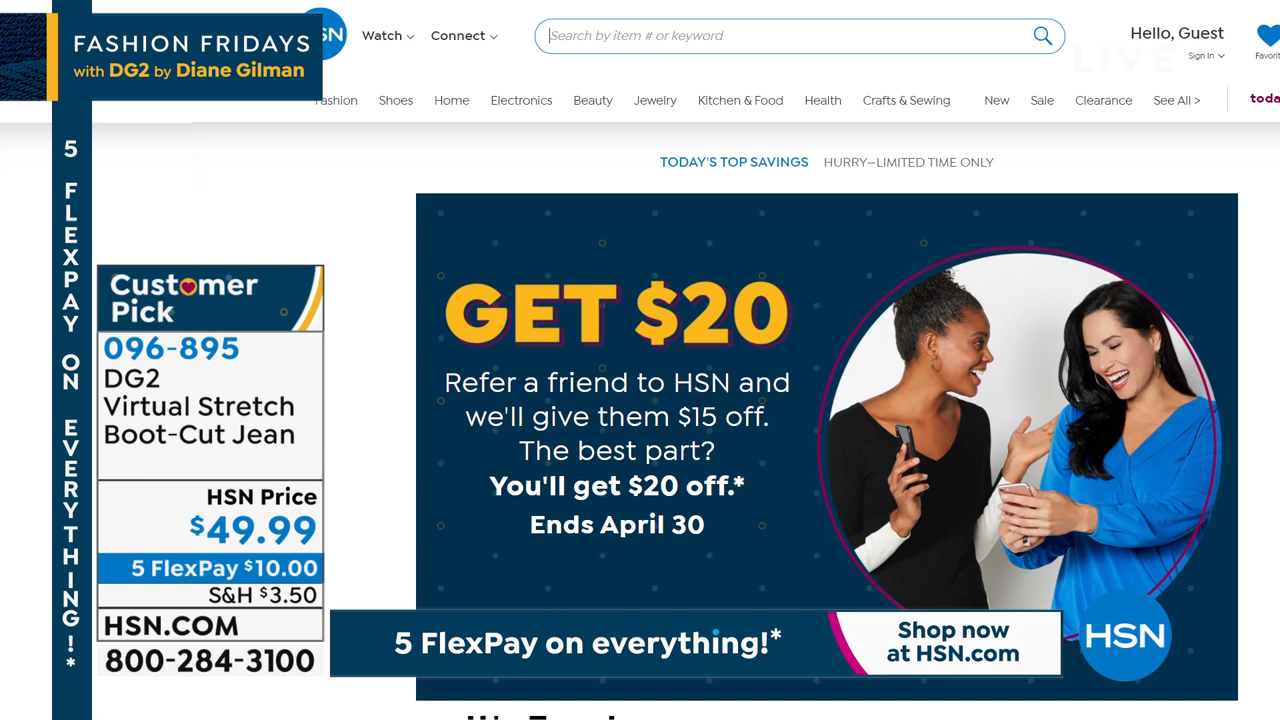 FASHION FRIDAYS
with DG2 by Diane Gilman
SN
Watch
Connect
Search by item # or keyword
Hello, Guest
Sign In
LIVE
Fashion
Shoes
Home
Electronics
Beauty
Jewelry
Kitchen & Food
Health
Crafts & Sewing
New
Sale
Clearance
See All >
TODAY'S TOP SAVINGS HURRY—LIMITED TIME ONLY
5 FLEXPAY ON EVERYTHING!*
Customer
Pick
096-895
DG2
Virtual Stretch
Boot-Cut Jean
HSN Price
$49.99
5 FlexPay $10.00
S&H $3.50
HSN.COM
800-284-3100
GET $20
Refer a friend to HSN and
we'll give them $15 off.
The best part?
You'll get $20 off.*
Ends April 30
5 FlexPay on everything!*
Shop now
at HSN.com
HSN